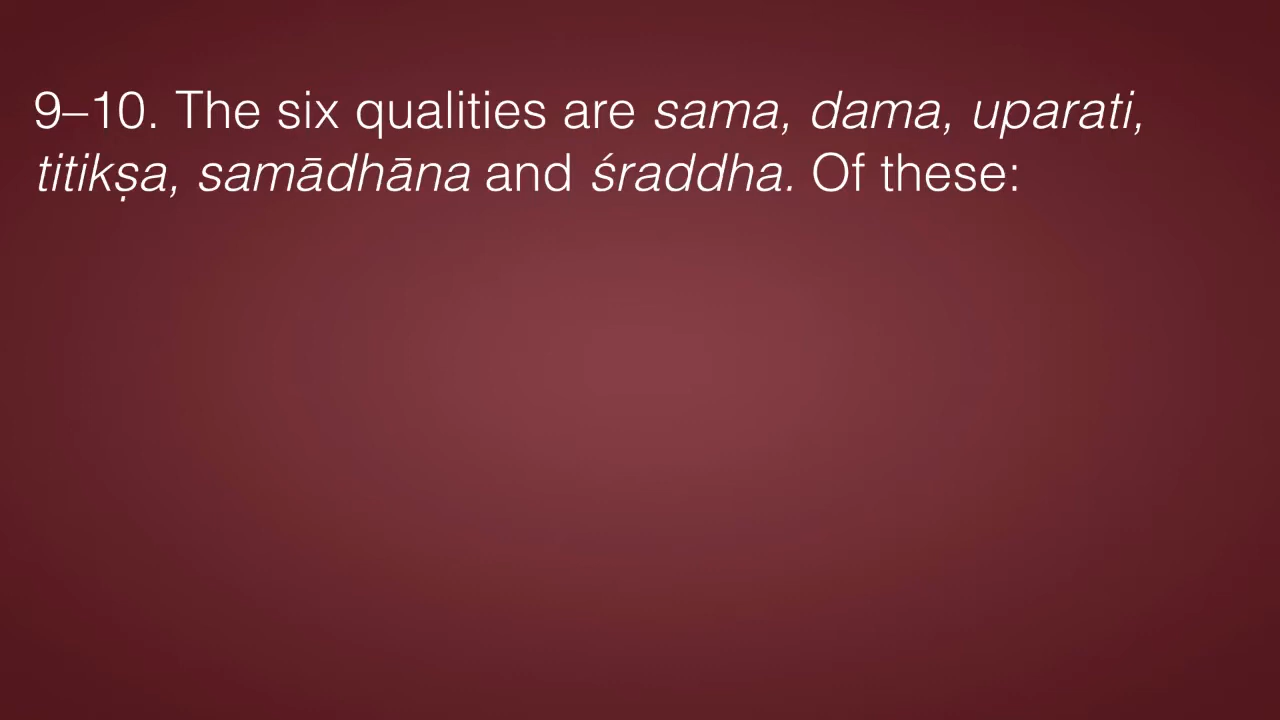 9–10. The six qualities are sama, dama, uparati,
titikṣa, samādhāna and śraddha. Of these: